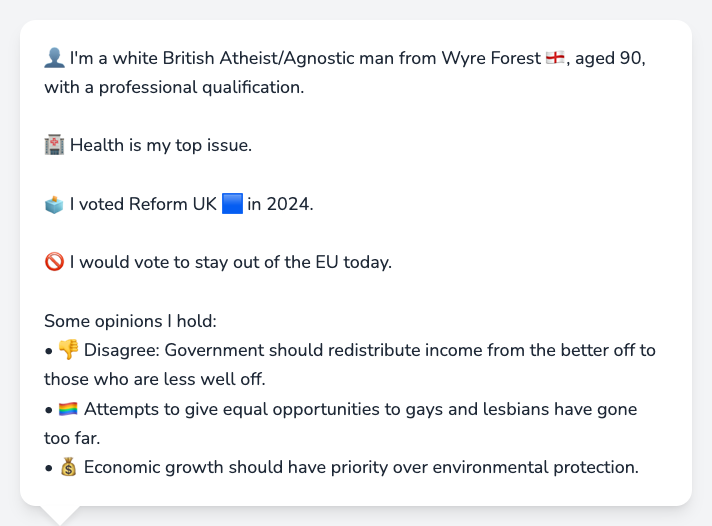 👤 I'm a white British Atheist/Agnostic man from Wyre Forest 🏴󠁧󠁢󠁥󠁮󠁧󠁿, aged 90,
with a professional qualification.
🏥 Health is my top issue.
🗳️ I voted Reform UK 🟦 in 2024.
🚫 I would vote to stay out of the EU today.
Some opinions I hold:
• 👎 Disagree: Government should redistribute income from the better off to
those who are less well off.
• 🏳️‍🌈 Attempts to give equal opportunities to gays and lesbians have gone
too far.
• 💰 Economic growth should have priority over environmental protection.